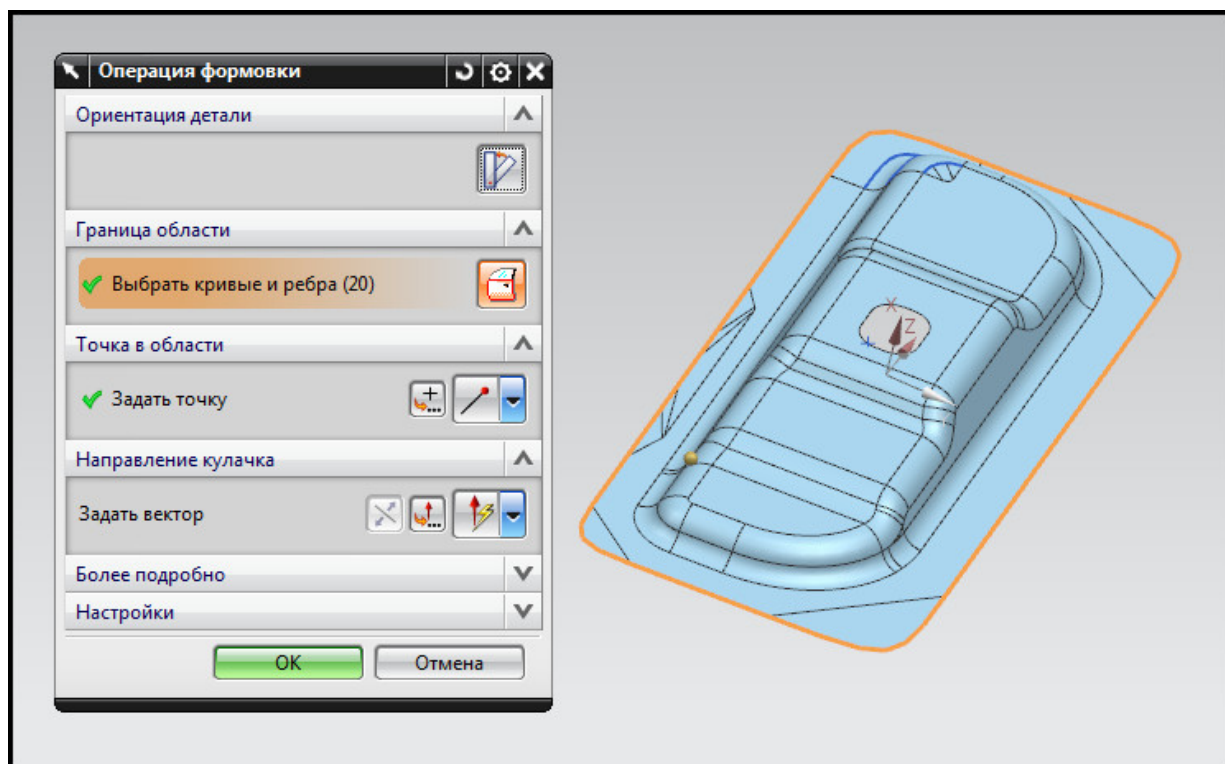 Операция формовки
Ориентация детали
Граница области
Выбрать кривые и ребра (20)
Точка в области
Задать точку
Направление кулачка
Задать вектор
Более подробно
Настройки
ОК
Отмена
Z